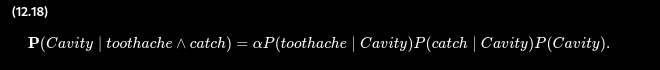 (12.18)
P(Cavity | toothache ∧ catch) = αP(toothache | Cavity)P(catch | Cavity)P(Cavity).